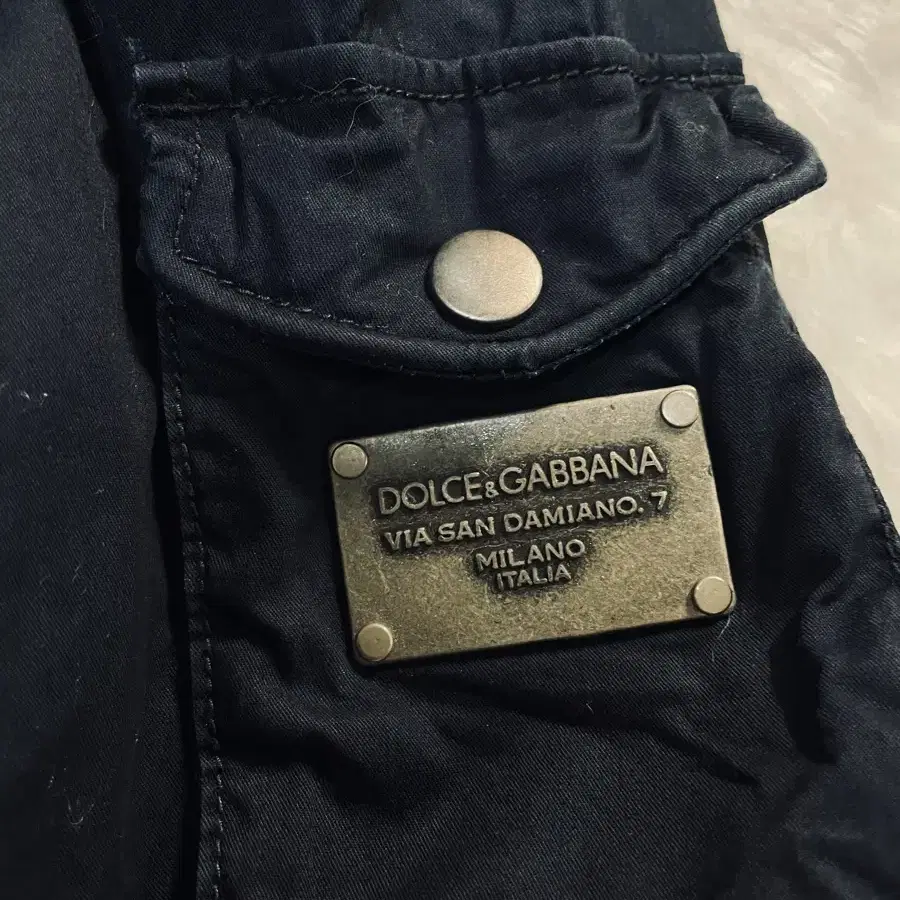 DOLCE&GABBANA
VIA SAN DAMIANO. 7
MILANO
ITALIA